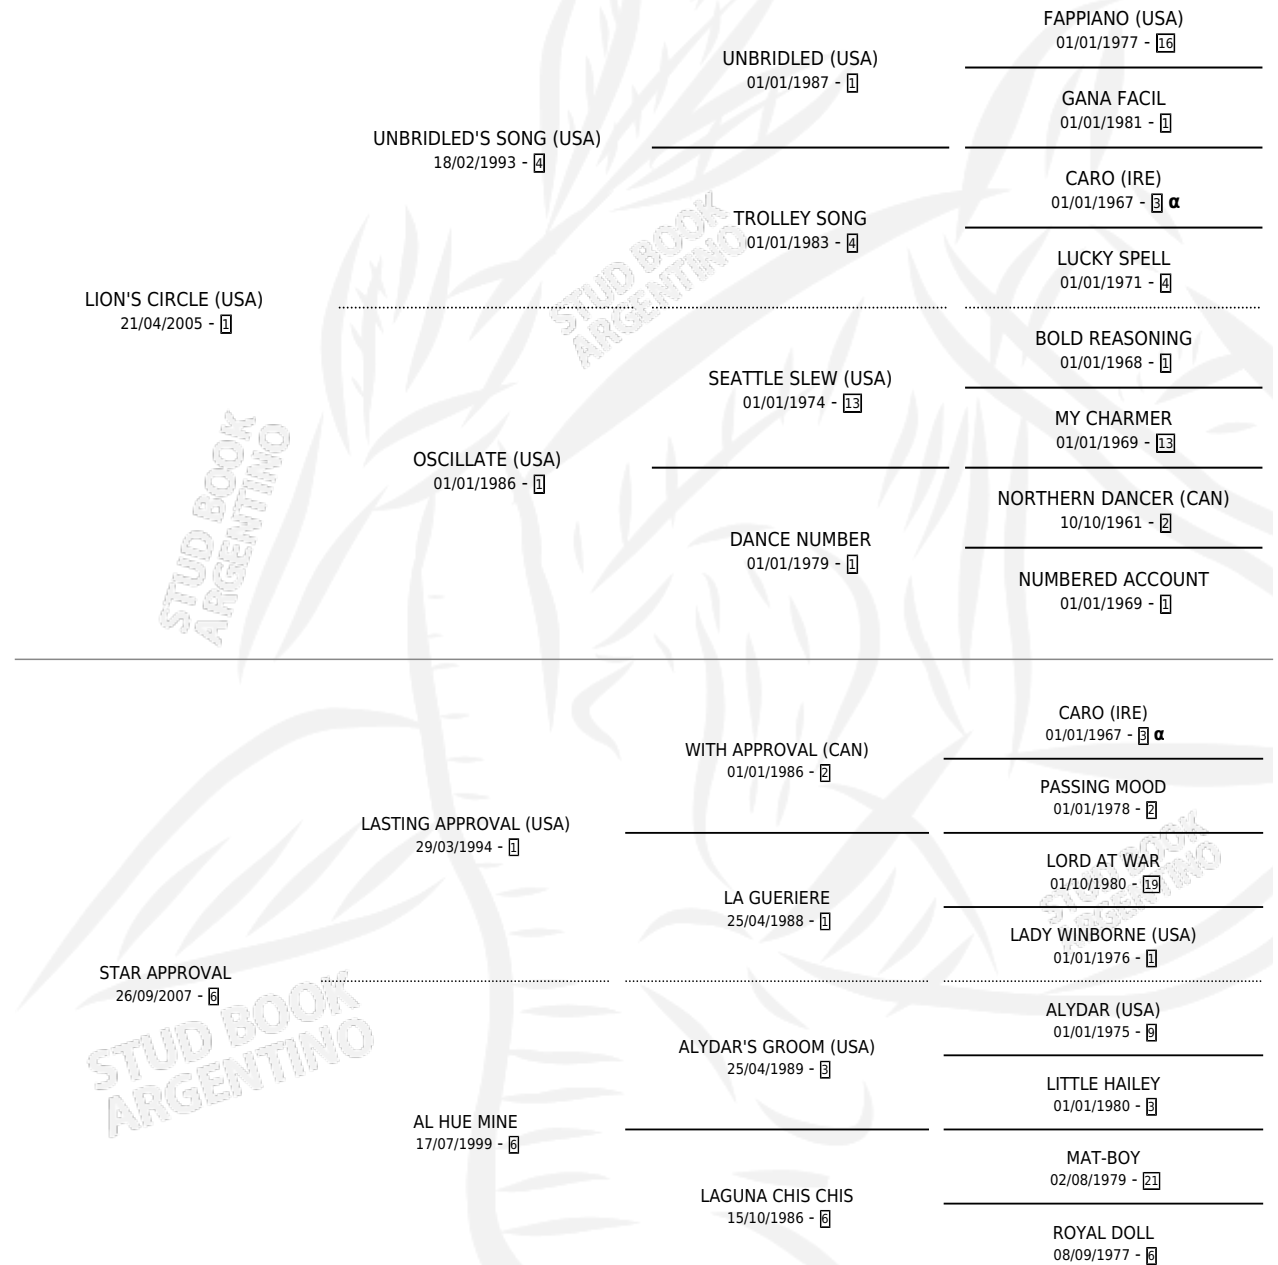 FAPPIANO (USA)
01/01/1977 - 16
UNBRIDLED (USA)
01/01/1987 - 1
GANA FACIL
01/01/1981 - 1
UNBRIDLED'S SONG (USA)
18/02/1993 - 4
CARO (IRE)
01/01/1967 - 3 α
TROLLEY SONG
01/01/1983 - 4
LUCKY SPELL
01/01/1971 - 4
LION'S CIRCLE (USA)
21/04/2005 - 1
BOLD REASONING
01/01/1968 - 1
SEATTLE SLEW (USA)
01/01/1974 - 13
MY CHARMER
01/01/1969 - 13
OSCILLATE (USA)
01/01/1986 - 1
NORTHERN DANCER (CAN)
10/10/1961 - 2
DANCE NUMBER
01/01/1979 - 1
NUMBERED ACCOUNT
01/01/1969 - 1
CARO (IRE)
01/01/1967 - 3 α
WITH APPROVAL (CAN)
01/01/1986 - 2
PASSING MOOD
01/01/1978 - 2
LASTING APPROVAL (USA)
29/03/1994 - 1
LORD AT WAR
01/10/1980 - 19
LA GUERIERE
25/04/1988 - 1
LADY WINBORNE (USA)
01/01/1976 - 1
STAR APPROVAL
26/09/2007 - 6
ALYDAR (USA)
01/01/1975 - 9
ALYDAR'S GROOM (USA)
25/04/1989 - 3
LITTLE HAILEY
01/01/1980 - 3
AL HUE MINE
17/07/1999 - 6
MAT-BOY
02/08/1979 - 21
LAGUNA CHIS CHIS
15/10/1986 - 6
ROYAL DOLL
08/09/1977 - 6
STUD BOOK
ARGENTINO
STUD BOOK
ARGENTINO
STUD BOOK
ARGENTINO
STUD BOOK
ARGENTINO